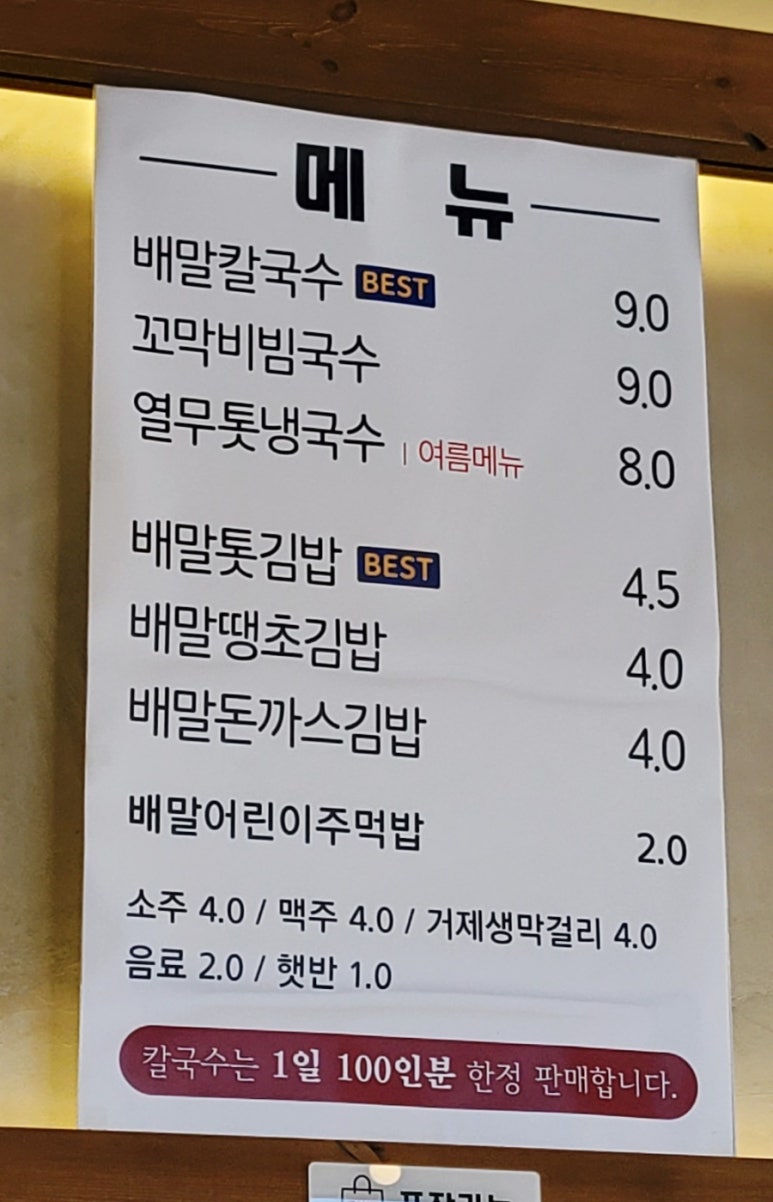 메 뉴
배말칼국수 BEST 9.0
꼬막비빔국수 9.0
열무톳냉국수 | 여름메뉴 8.0
배말톳김밥 BEST 4.5
배말땡초김밥 4.0
배말돈까스김밥 4.0
배말어린이주먹밥 2.0
소주 4.0 / 맥주 4.0 / 거제생막걸리 4.0
음료 2.0 / 햇반 1.0
칼국수는 1일 100인분 한정 판매합니다.